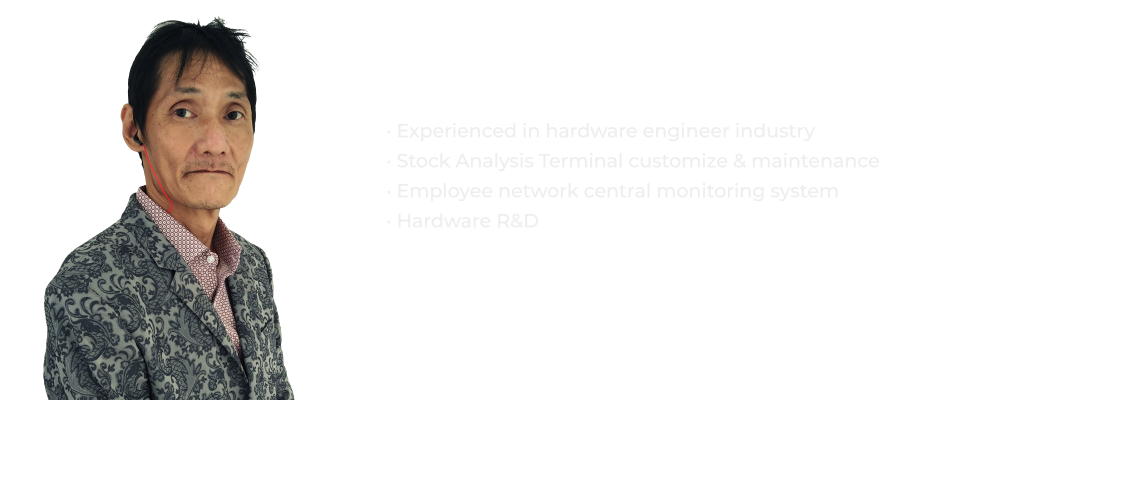 · Experienced in hardware engineer industry
· Stock Analysis Terminal customize & maintenance
· Employee network central monitoring system
· Hardware R&D